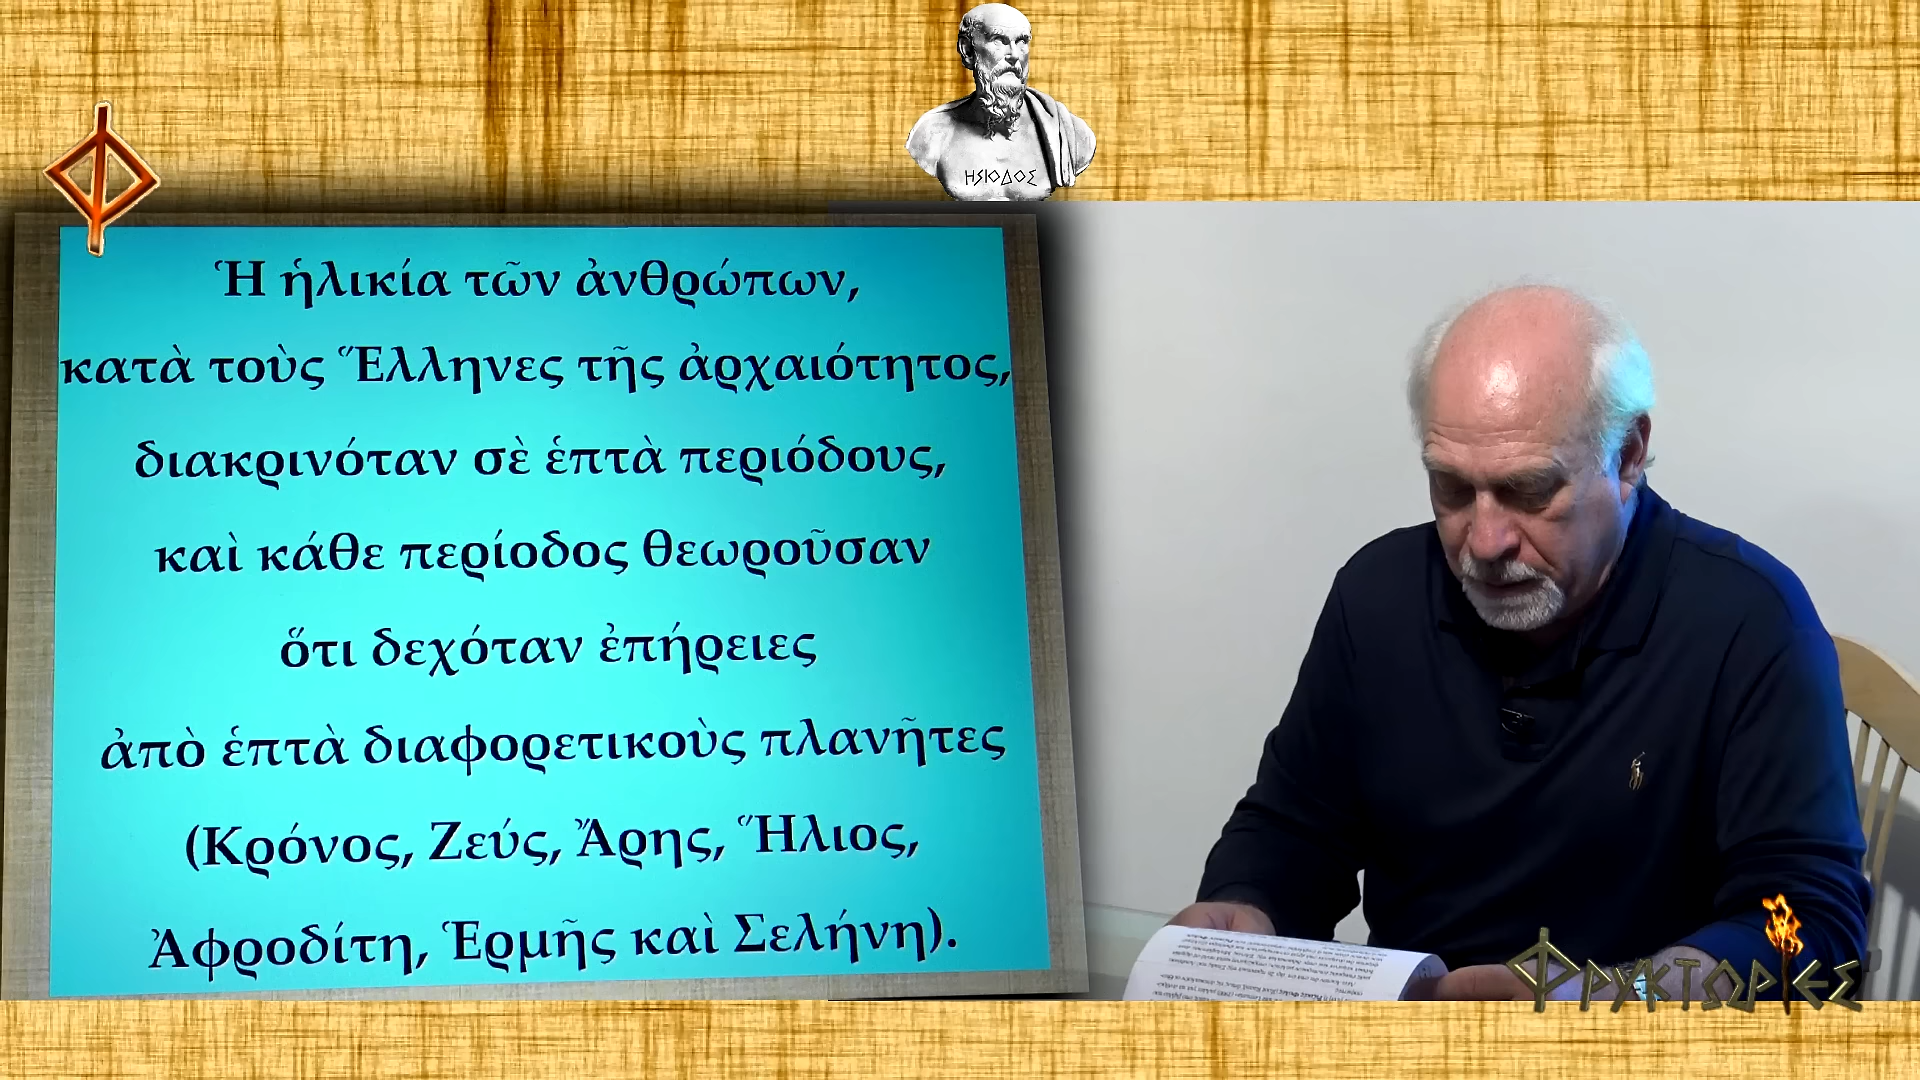 ΗΣΙΟΔΟΣ
Ἡ ἡλικία τῶν ἀνθρώπων,
κατὰ τοὺς Ἕλληνες τῆς ἀρχαιότητος,
διακρινόταν σὲ ἑπτὰ περιόδους,
καὶ κάθε περίοδος θεωροῦσαν
ὅτι δεχόταν ἐπήρειες
ἀπὸ ἑπτὰ διαφορετικοὺς πλανῆτες
(Κρόνος, Ζεύς, Ἄρης, Ἥλιος,
Ἀφροδίτη, Ἑρμῆς καὶ Σελήνη).
ΦΡΥΚΤΩΡΙΕΣ